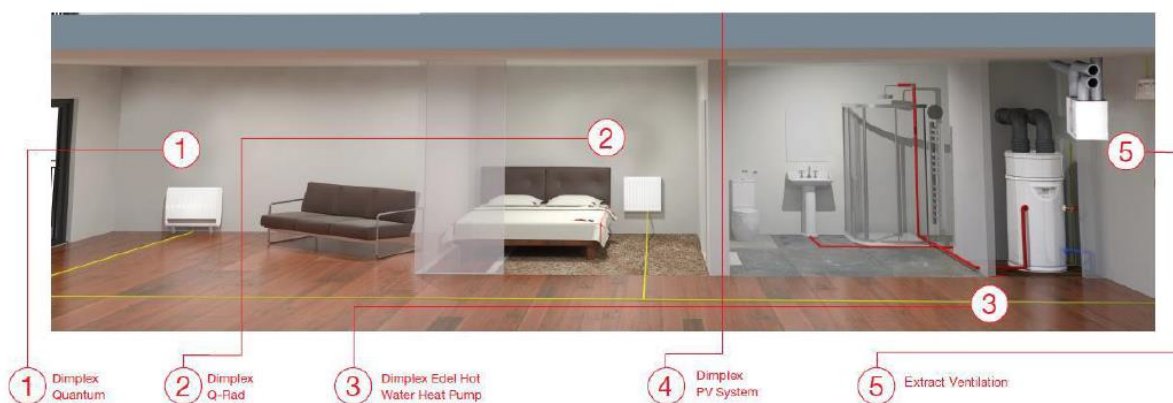 1
2
5
3
1
Dimplex
Quantum
2
Dimplex
Q-Rad
3
Dimplex Edel Hot
Water Heat Pump
4
Dimplex
PV System
5
Extract Ventilation